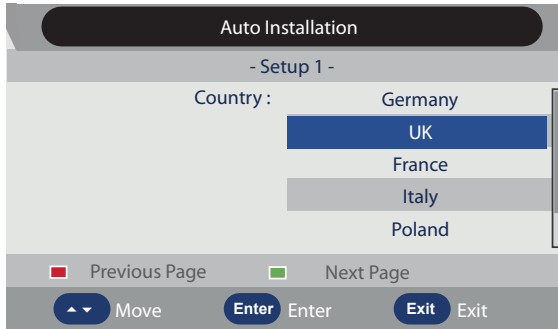 Auto Installation
- Setup 1 -
Country : Germany
UK
France
Italy
Poland
Previous Page Next Page
Move Enter Enter Exit Exit